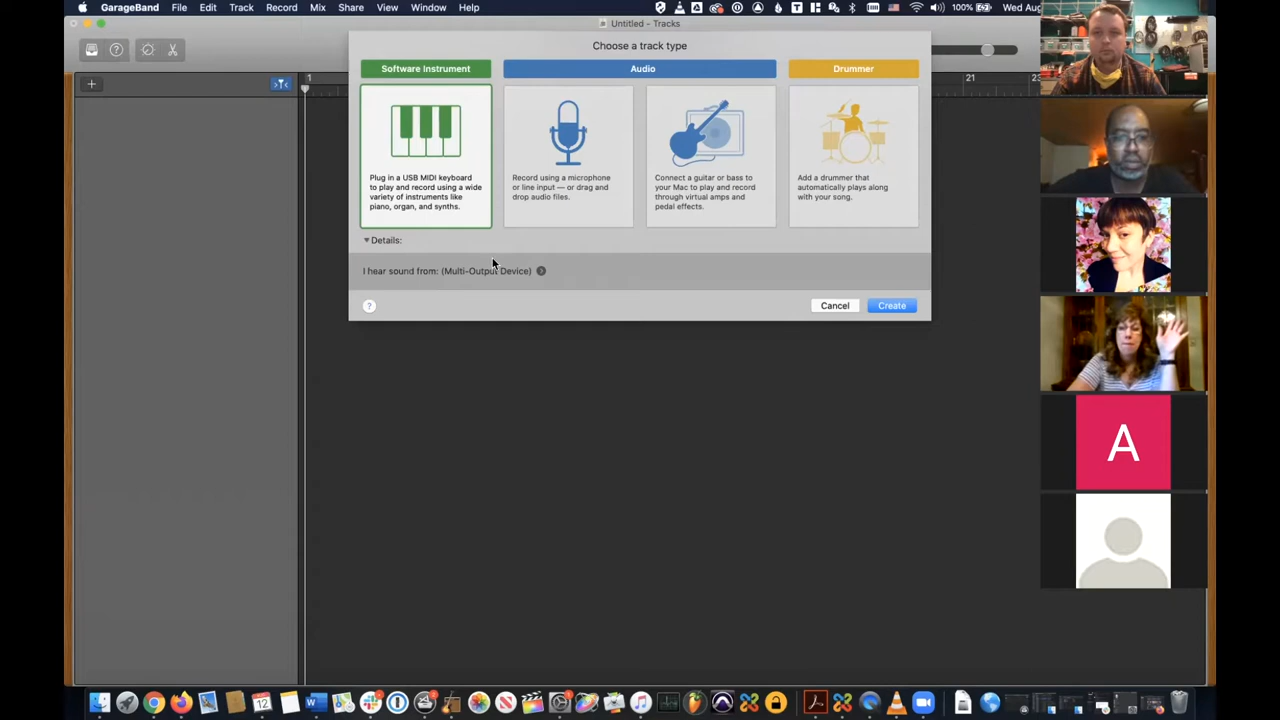 GarageBand File Edit Track Record Mix Share View Window Help
100% Wed Aug
Untitled - Tracks
Choose a track type
Software Instrument Audio Drummer
1 21
Plug in a USB MIDI keyboard
to play and record using a wide
variety of instruments like
piano, organ, and synths.
Record using a microphone
or line input — or drag and
drop audio files.
Connect a guitar or bass to
your Mac to play and record
through virtual amps and
pedal effects.
Add a drummer that
automatically plays along
with your song.
Details:
I hear sound from: (Multi-Output Device)
? Cancel Create
A
12